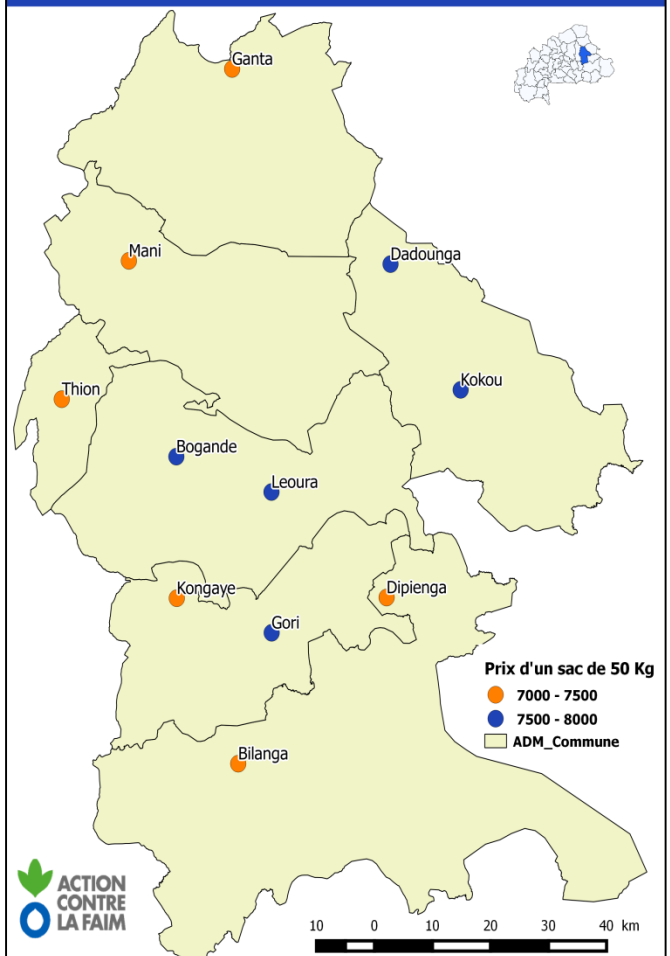 Ganta
Mani
Dadounga
Thion
Kokou
Bogande
Leoura
Kongaye
Dipienga
Gori
Prix d'un sac de 50 Kg
7000 - 7500
7500 - 8000
ADM_Commune
Bilanga
ACTION
CONTRE
LA FAIM
10 0 10 20 30 40 km